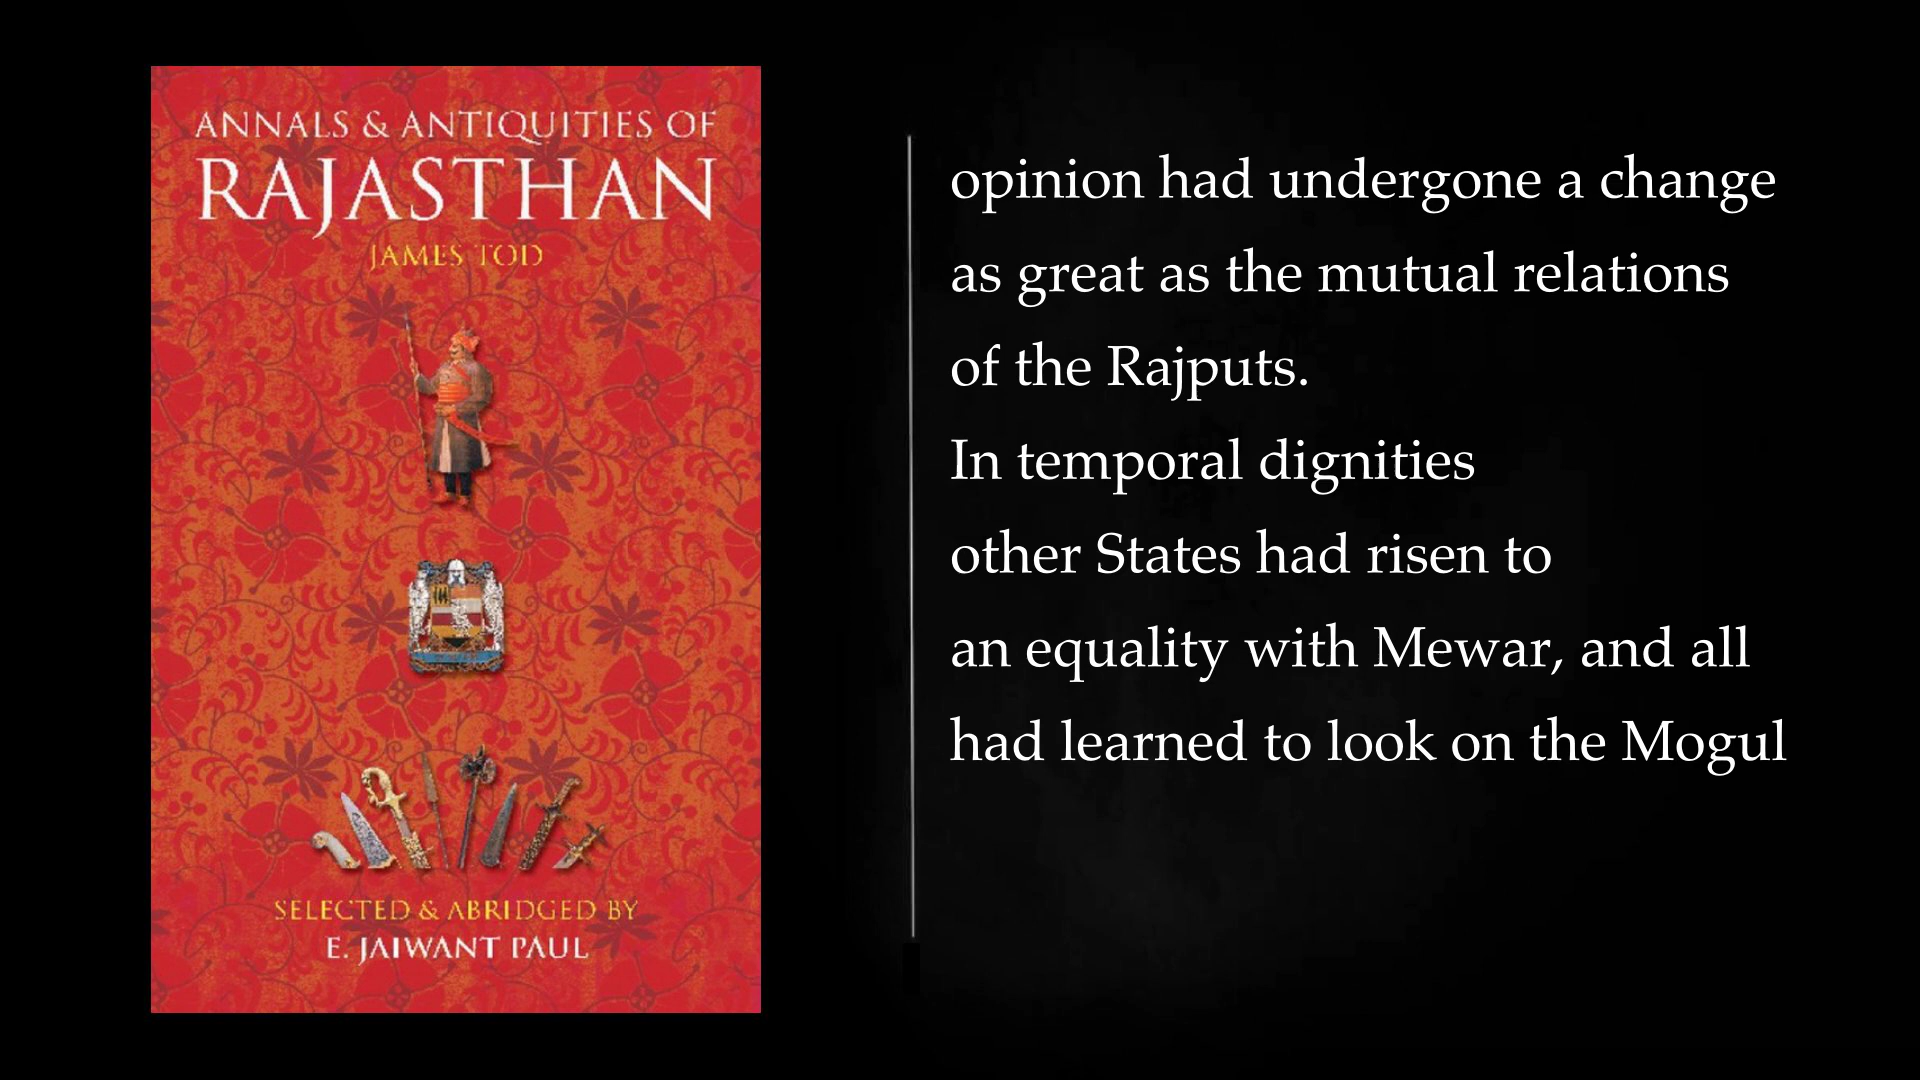 ANNALS & ANTIQUITIES OF
RAJASTHAN
JAMES TOD
SELECTED & ABRIDGED BY
E. JAIWANT PAUL
opinion had undergone a change
as great as the mutual relations
of the Rajputs.
In temporal dignities
other States had risen to
an equality with Mewar, and all
had learned to look on the Mogul